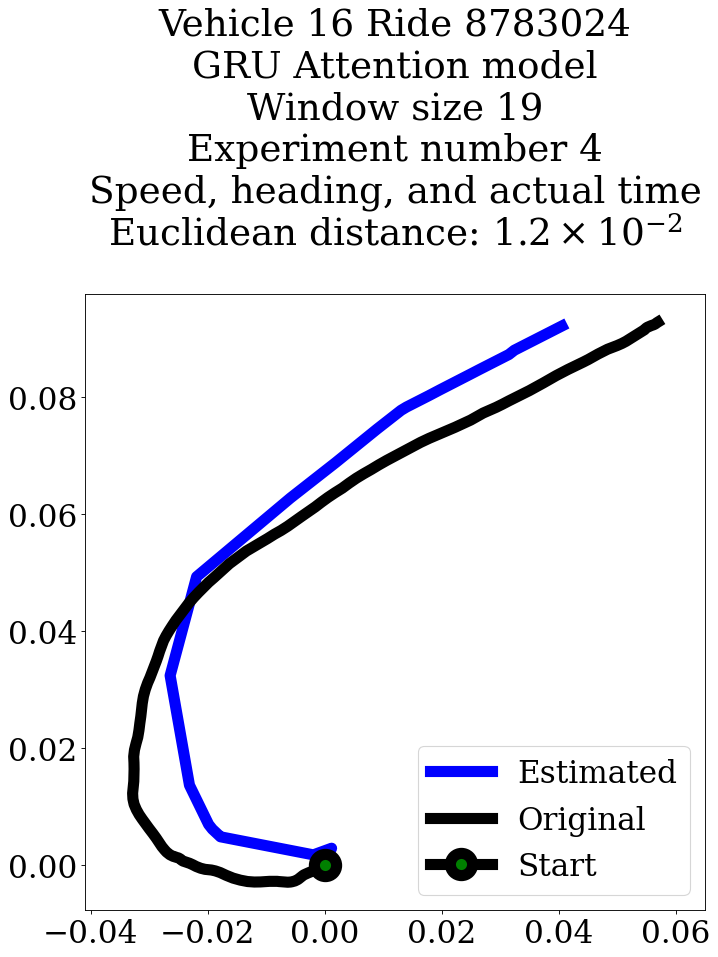 Vehicle 16 Ride 8783024
GRU Attention model
Window size 19
Experiment number 4
Speed, heading, and actual time
Euclidean distance: 1.2 × 10⁻²
0.08
0.06
0.04
0.02
0.00
Estimated
Original
Start
−0.04 −0.02 0.00 0.02 0.04 0.06